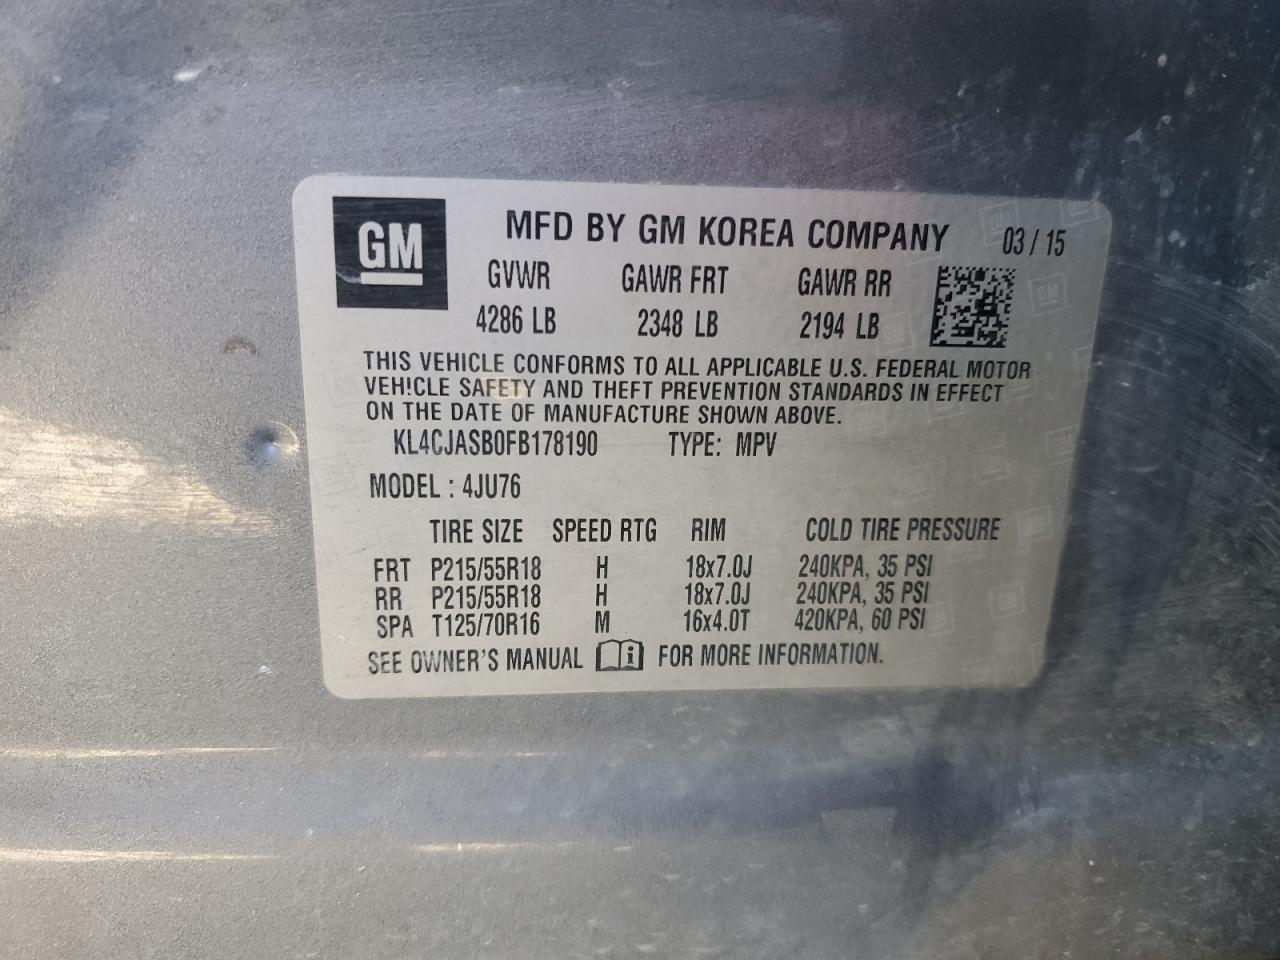 GM
MFD BY GM KOREA COMPANY 03 / 15
GVWR GAWR FRT GAWR RR
4286 LB 2348 LB 2194 LB
THIS VEHICLE CONFORMS TO ALL APPLICABLE U.S. FEDERAL MOTOR
VEHICLE SAFETY AND THEFT PREVENTION STANDARDS IN EFFECT
ON THE DATE OF MANUFACTURE SHOWN ABOVE.
KL4CJASB0FB178190 TYPE: MPV
MODEL : 4JU76
TIRE SIZE SPEED RTG RIM COLD TIRE PRESSURE
FRT P215/55R18 H 18x7.0J 240KPA, 35 PSI
RR P215/55R18 H 18x7.0J 240KPA, 35 PSI
SPA T125/70R16 M 16x4.0T 420KPA, 60 PSI
SEE OWNER'S MANUAL i FOR MORE INFORMATION.